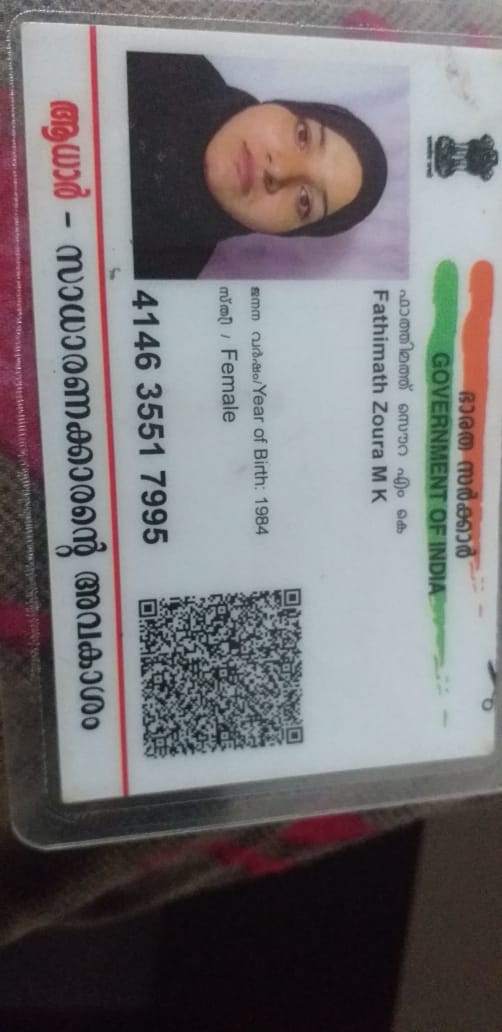 ഭാരത സർക്കാർ
GOVERNMENT OF INDIA
ഫാത്തിമത്ത് സൌറ എം കെ
Fathimath Zoura M K
ജനന വർഷം/Year of Birth: 1984
സ്ത്രീ / Female
4146 3551 7995
ആധാർ - സാധാരണക്കാരന്റെ അവകാശം